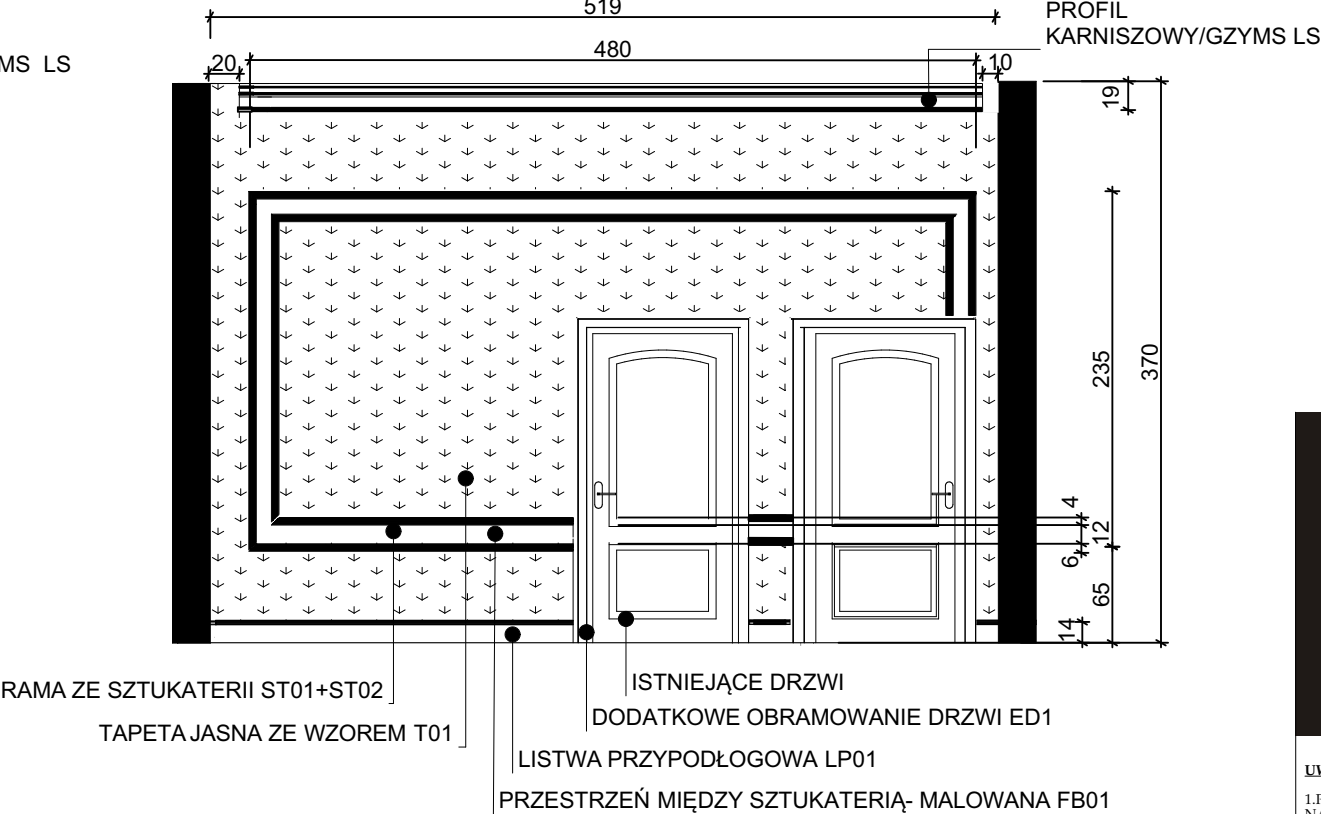 519
PROFIL
KARNISZOWY/GZYMS LS
MS LS
480
20
10
19
235
370
4
12
6
65
14
RAMA ZE SZTUKATERII ST01+ST02
ISTNIEJĄCE DRZWI
DODATKOWE OBRAMOWANIE DRZWI ED1
TAPETA JASNA ZE WZOREM T01
LISTWA PRZYPODŁOGOWA LP01
PRZESTRZEŃ MIĘDZY SZTUKATERIĄ- MALOWANA FB01